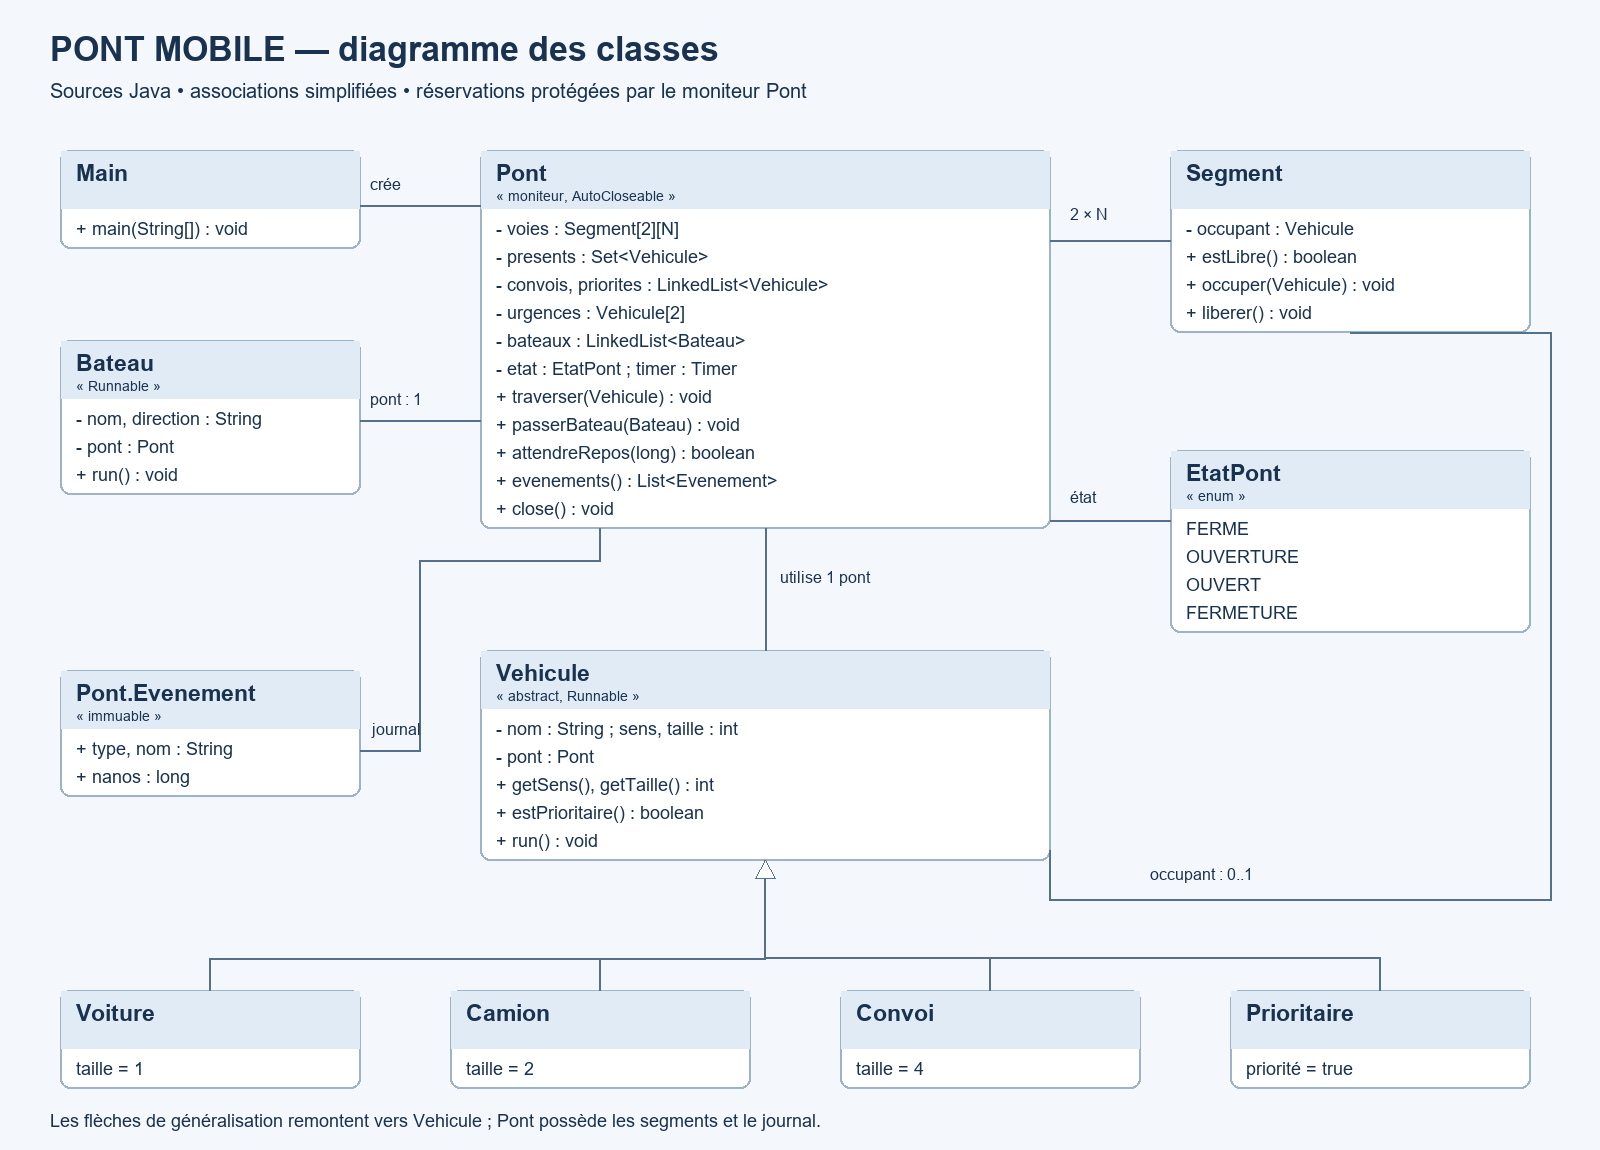 PONT MOBILE — diagramme des classes
Sources Java • associations simplifiées • réservations protégées par le moniteur Pont
Main
+ main(String[]) : void
crée
Pont
« moniteur, AutoCloseable »
- voies : Segment[2][N]
- presents : Set<Vehicule>
- convois, priorites : LinkedList<Vehicule>
- urgences : Vehicule[2]
- bateaux : LinkedList<Bateau>
- etat : EtatPont ; timer : Timer
+ traverser(Vehicule) : void
+ passerBateau(Bateau) : void
+ attendreRepos(long) : boolean
+ evenements() : List<Evenement>
+ close() : void
2 × N
Segment
- occupant : Vehicule
+ estLibre() : boolean
+ occuper(Vehicule) : void
+ liberer() : void
Bateau
« Runnable »
- nom, direction : String
- pont : Pont
+ run() : void
pont : 1
état
EtatPont
« enum »
FERME
OUVERTURE
OUVERT
FERMETURE
utilise 1 pont
Pont.Evenement
« immuable »
+ type, nom : String
+ nanos : long
journal
Vehicule
« abstract, Runnable »
- nom : String ; sens, taille : int
- pont : Pont
+ getSens(), getTaille() : int
+ estPrioritaire() : boolean
+ run() : void
occupant : 0..1
Voiture
taille = 1
Camion
taille = 2
Convoi
taille = 4
Prioritaire
priorité = true
Les flèches de généralisation remontent vers Vehicule ; Pont possède les segments et le journal.